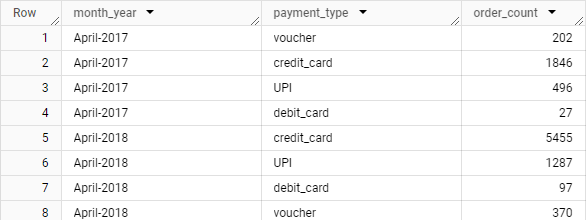 Row month_year payment_type order_count
1 April-2017 voucher 202
2 April-2017 credit_card 1846
3 April-2017 UPI 496
4 April-2017 debit_card 27
5 April-2018 credit_card 5455
6 April-2018 UPI 1287
7 April-2018 debit_card 97
8 April-2018 voucher 370